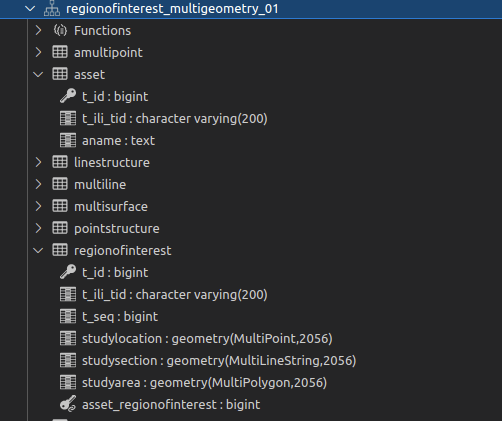 regionofinterest_multigeometry_01
Functions
amultipoint
asset
t_id : bigint
t_ili_tid : character varying(200)
aname : text
linestructure
multiline
multisurface
pointstructure
regionofinterest
t_id : bigint
t_ili_tid : character varying(200)
t_seq : bigint
studylocation : geometry(MultiPoint,2056)
studysection : geometry(MultiLineString,2056)
studyarea : geometry(MultiPolygon,2056)
asset_regionofinterest : bigint